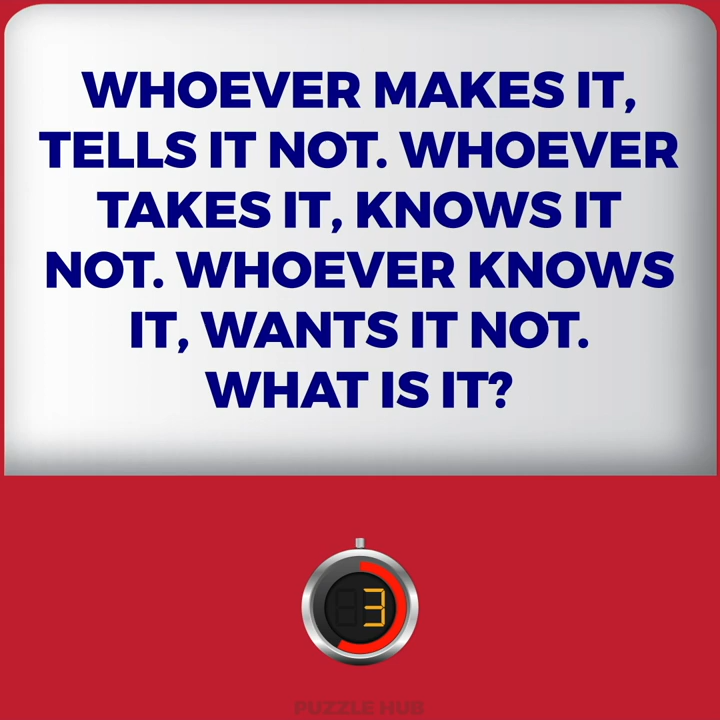 WHOEVER MAKES IT,
TELLS IT NOT. WHOEVER
TAKES IT, KNOWS IT
NOT. WHOEVER KNOWS
IT, WANTS IT NOT.
WHAT IS IT?
3
PUZZLE HUB